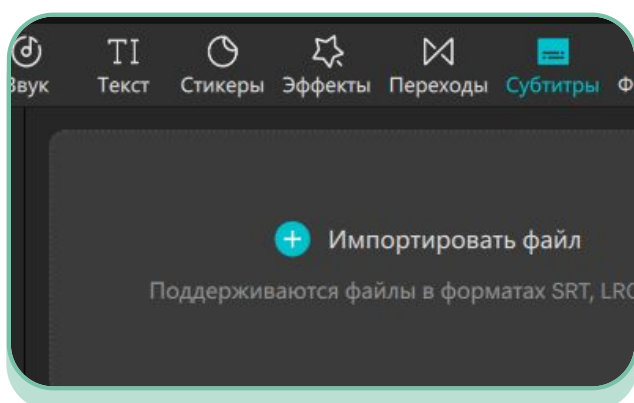 Звук Текст Стикеры Эффекты Переходы Субтитры
Импортировать файл
Поддерживаются файлы в форматах SRT, LRC